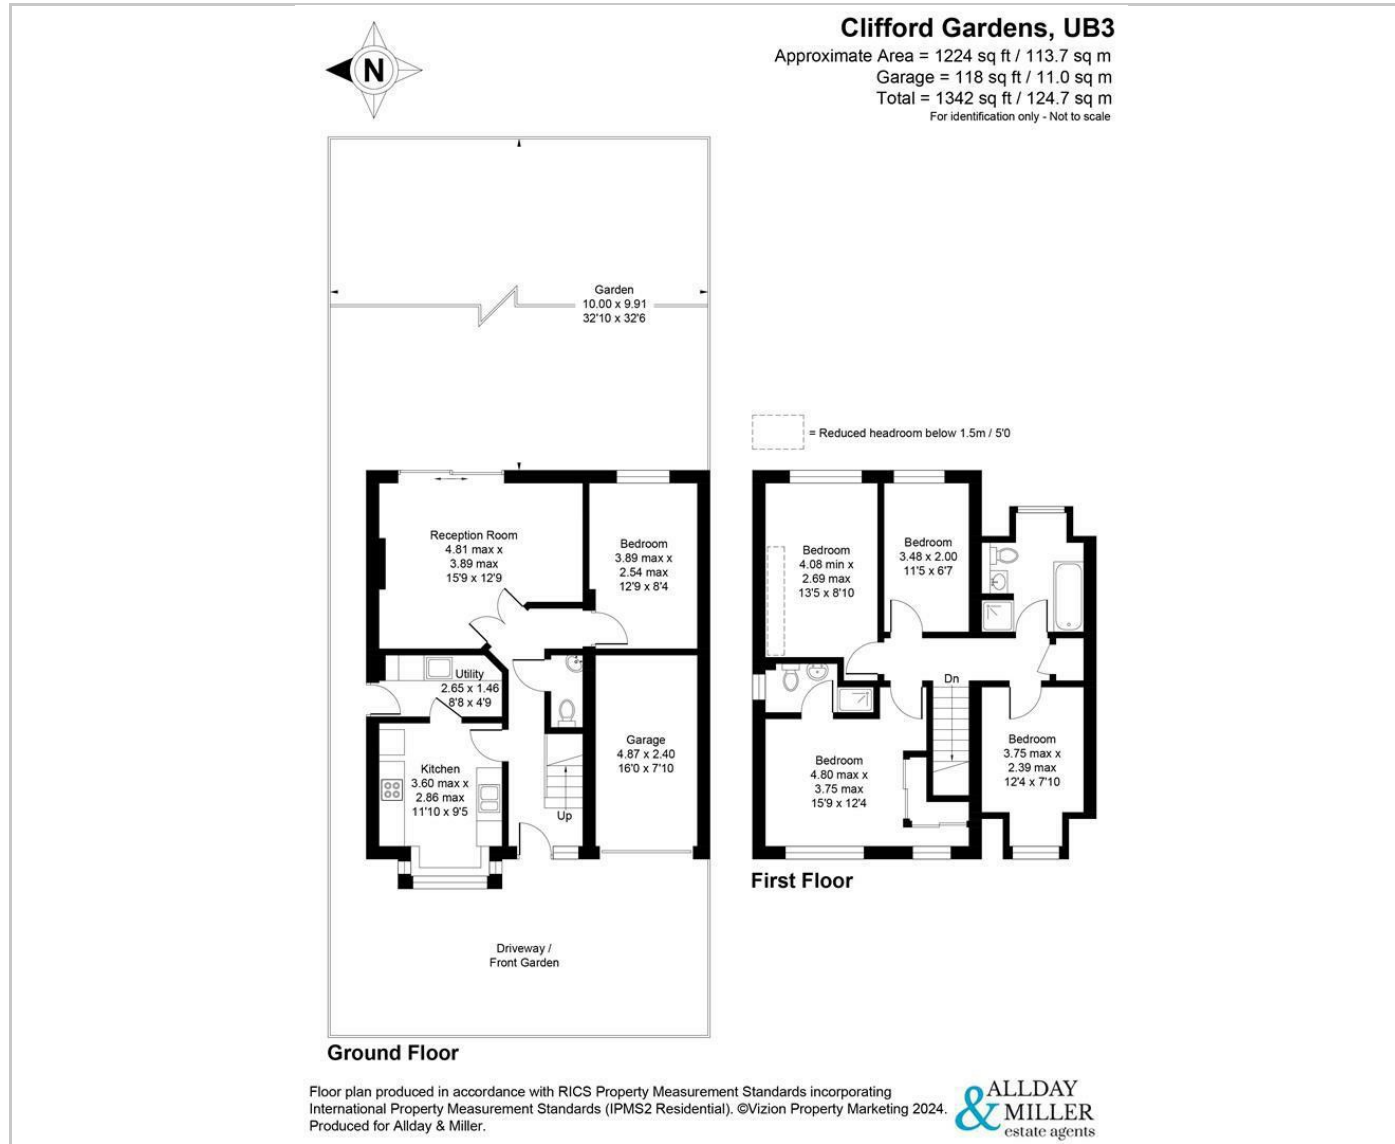 N
Clifford Gardens, UB3
Approximate Area = 1224 sq ft / 113.7 sq m
Garage = 118 sq ft / 11.0 sq m
Total = 1342 sq ft / 124.7 sq m
For identification only - Not to scale
Garden
10.00 x 9.91
32'10 x 32'6
Reception Room
4.81 max x
3.89 max
15'9 x 12'9
Bedroom
3.89 max x
2.54 max
12'9 x 8'4
Utility
2.65 x 1.46
8'8 x 4'9
Kitchen
3.60 max x
2.86 max
11'10 x 9'5
Garage
4.87 x 2.40
16'0 x 7'10
Up
Driveway /
Front Garden
Ground Floor
= Reduced headroom below 1.5m / 5'0
Bedroom
4.08 min x
2.69 max
13'5 x 8'10
Bedroom
3.48 x 2.00
11'5 x 6'7
Dn
Bedroom
4.80 max x
3.75 max
15'9 x 12'4
Bedroom
3.75 max x
2.39 max
12'4 x 7'10
First Floor
Floor plan produced in accordance with RICS Property Measurement Standards incorporating
International Property Measurement Standards (IPMS2 Residential). ©Vizion Property Marketing 2024.
Produced for Allday & Miller.
ALLDAY
& MILLER
estate agents